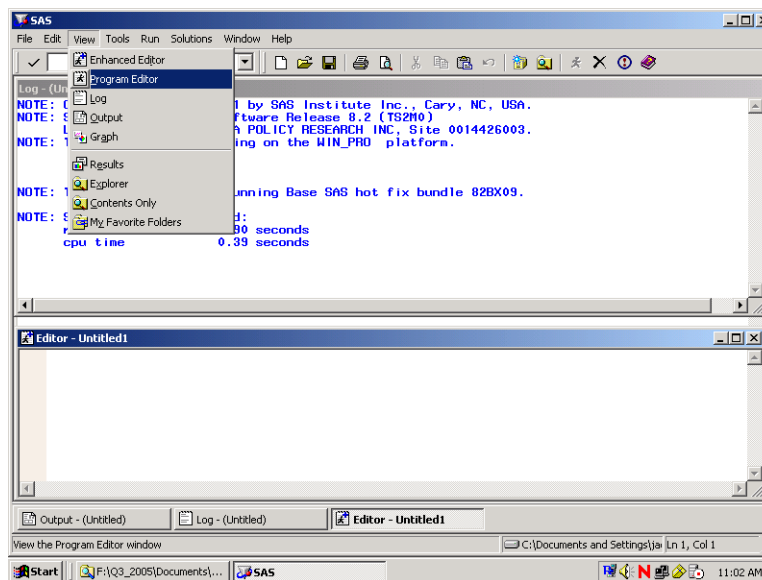 SAS
File Edit View Tools Run Solutions Window Help
Enhanced Editor
Program Editor
Log
Output
Graph
Results
Explorer
Contents Only
My Favorite Folders
Log - (Un
NOTE: 1 by SAS Institute Inc., Cary, NC, USA.
NOTE: ftware Release 8.2 (TS2M0)
A POLICY RESEARCH INC, Site 0014426003.
NOTE: ing on the WIN_PRO platform.
NOTE: unning Base SAS hot fix bundle 82BX09.
NOTE: d:
90 seconds
cpu time 0.39 seconds
Editor - Untitled1
Output - (Untitled) Log - (Untitled) Editor - Untitled1
View the Program Editor window C:\Documents and Settings\ja Ln 1, Col 1
Start F:\Q3_2005\Documents\... SAS 11:02 AM